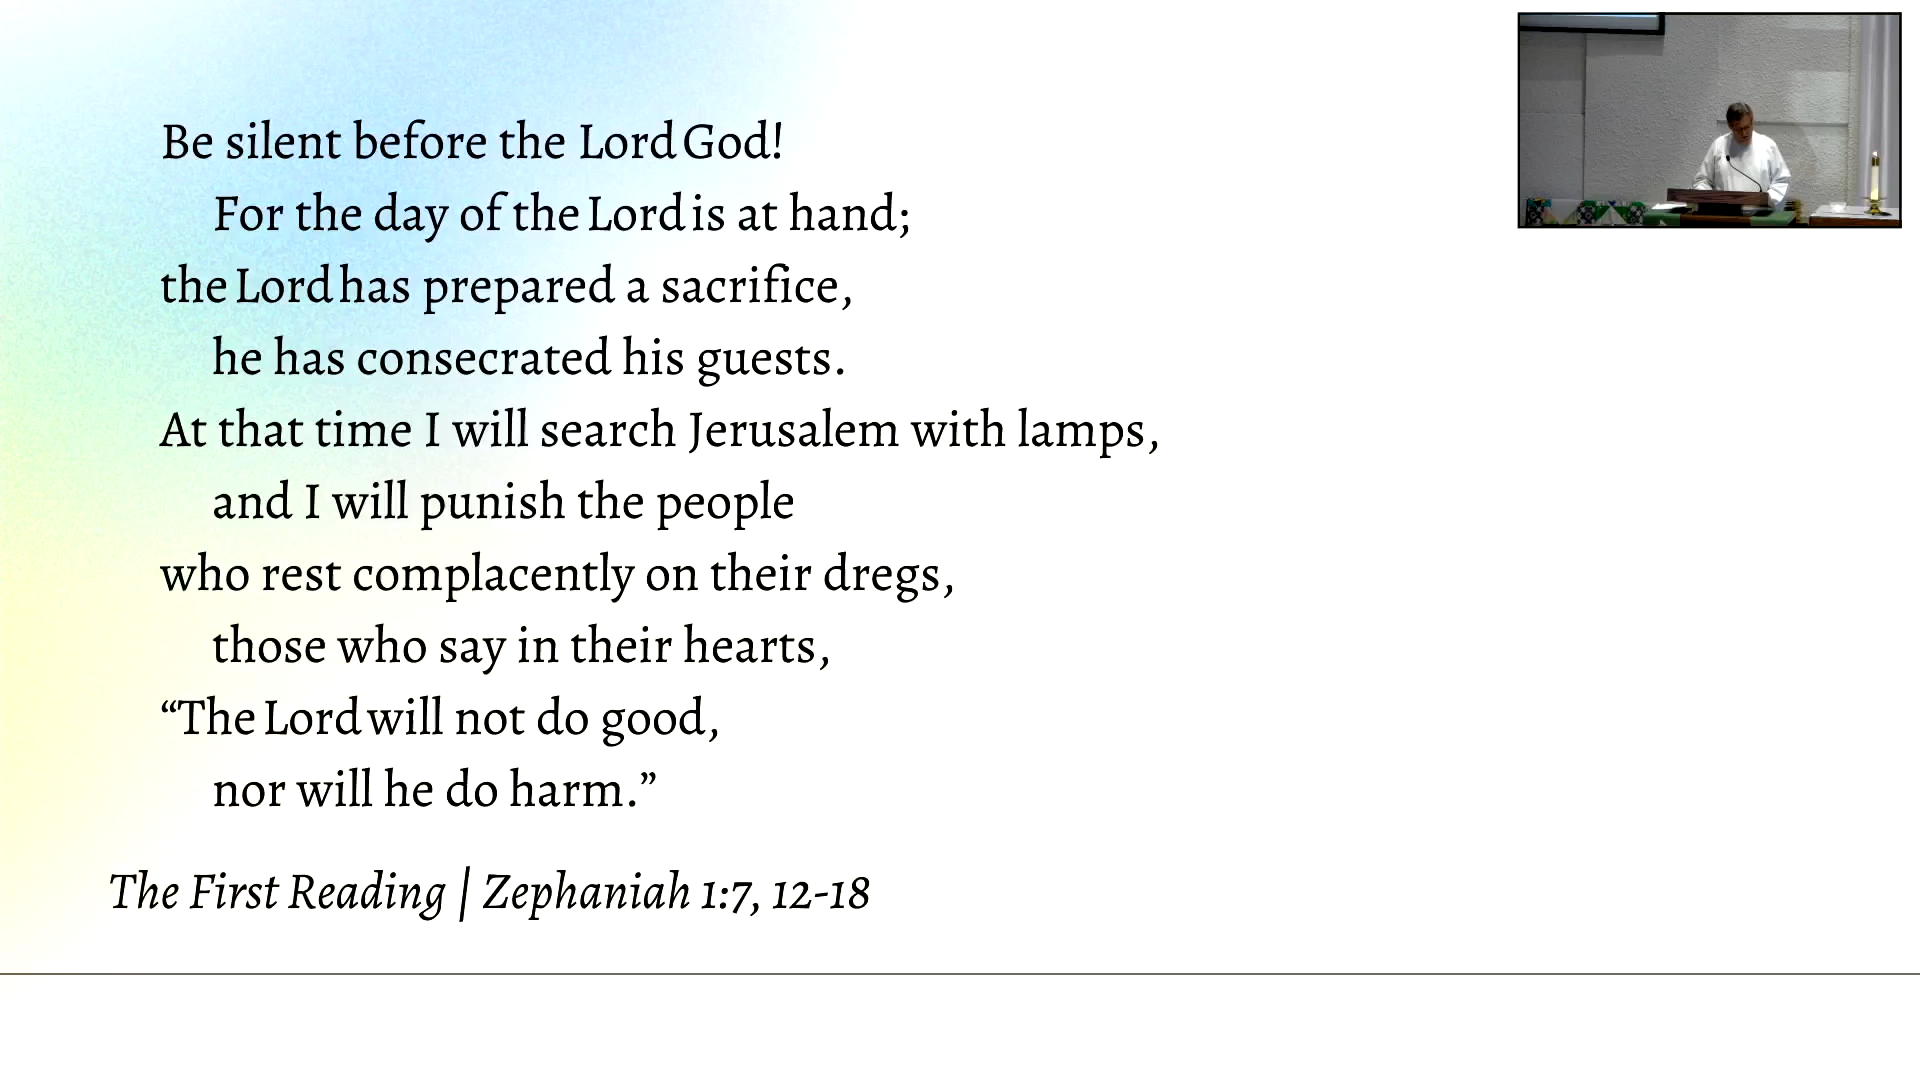 Be silent before the Lord God!
For the day of the Lord is at hand;
the Lord has prepared a sacrifice,
he has consecrated his guests.
At that time I will search Jerusalem with lamps,
and I will punish the people
who rest complacently on their dregs,
those who say in their hearts,
“The Lord will not do good,
nor will he do harm.”
The First Reading | Zephaniah 1:7, 12-18